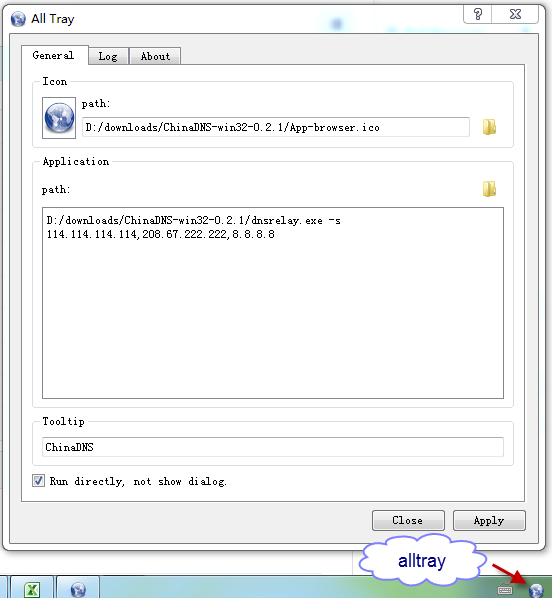 All Tray
General
Log
About
Icon
path:
D:/downloads/ChinaDNS-win32-0.2.1/App-browser.ico
Application
path:
D:/downloads/ChinaDNS-win32-0.2.1/dnsrelay.exe -s
114.114.114.114,208.67.222.222,8.8.8.8
Tooltip
ChinaDNS
Run directly, not show dialog.
Close
Apply
alltray